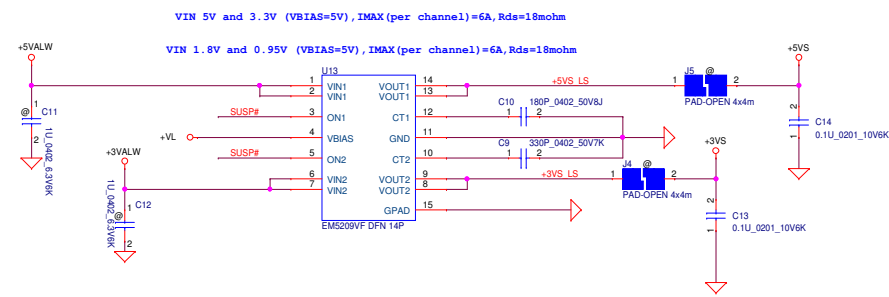 VIN 5V and 3.3V (VBIAS=5V),IMAX(per channel)=6A,Rds=18mohm
VIN 1.8V and 0.95V (VBIAS=5V),IMAX(per channel)=6A,Rds=18mohm
+5VALW
+5VS
U13
J5
@
+5VS_LS
1
VIN1
VOUT1
14
1
2
2
VIN1
VOUT1
13
PAD-OPEN 4x4m
1
C11
@
2
1U_0402_6.3V6K
SUSP#
3
ON1
CT1
12
C10
180P_0402_50V8J
1
2
2
C14
1
0.1U_0201_10V6K
+VL
4
VBIAS
GND
11
C9
330P_0402_50V7K
+3VS
SUSP#
5
ON2
CT2
10
1
2
+3VALW
J4
@
6
VIN2
VOUT2
9
+3VS_LS
1
2
7
VIN2
VOUT2
8
PAD-OPEN 4x4m
1
C12
@
2
1U_0402_6.3V6K
GPAD
15
2
C13
1
0.1U_0201_10V6K
EM5209VF DFN 14P